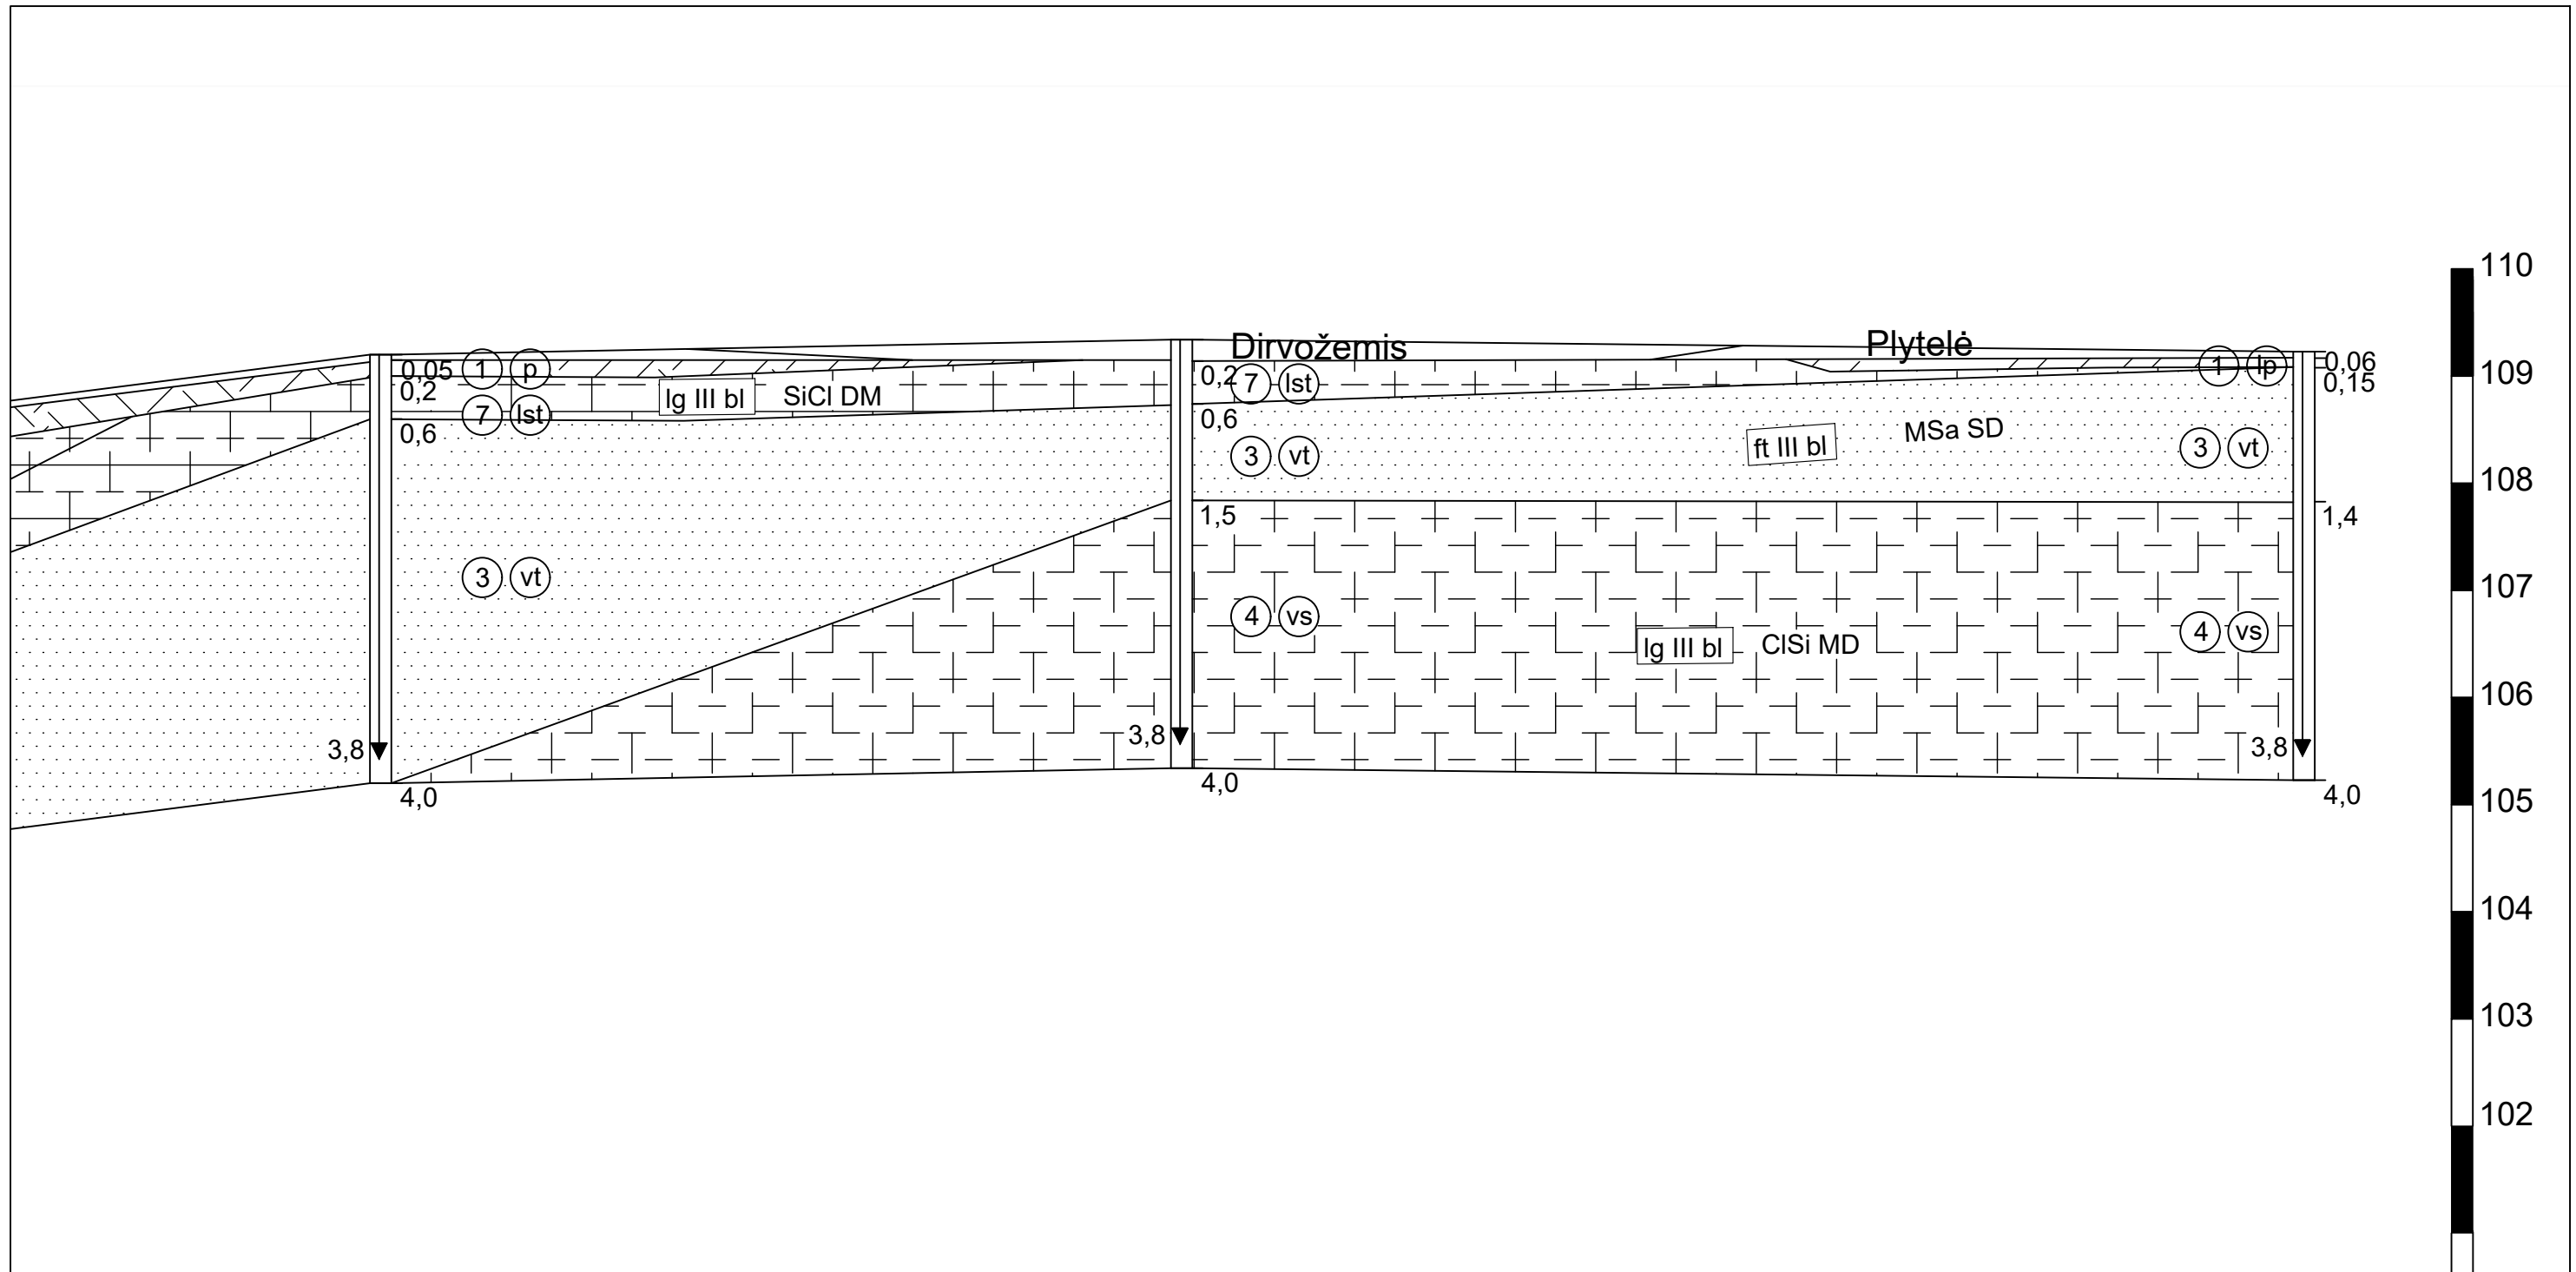 110
Dirvožemis
Plytelė
0,05 1 p
0,2 7 lst
1 lp 0,06
109
0,15
0,2
lg III bl SiCl DM
7 lst
0,6
0,6
3 vt
ft III bl MSa SD
3 vt
108
1,5
1,4
3 vt
107
4 vs
lg III bl ClSi MD
4 vs
106
3,8
3,8
3,8
4,0
4,0
4,0
105
104
103
102